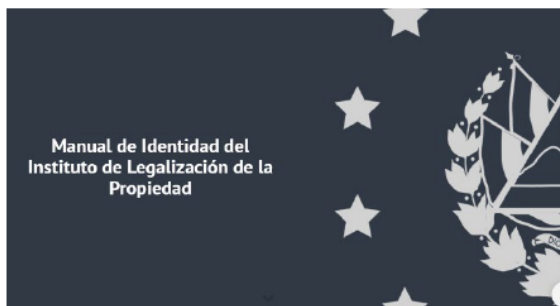 Manual de Identidad del
Instituto de Legalización de la
Propiedad